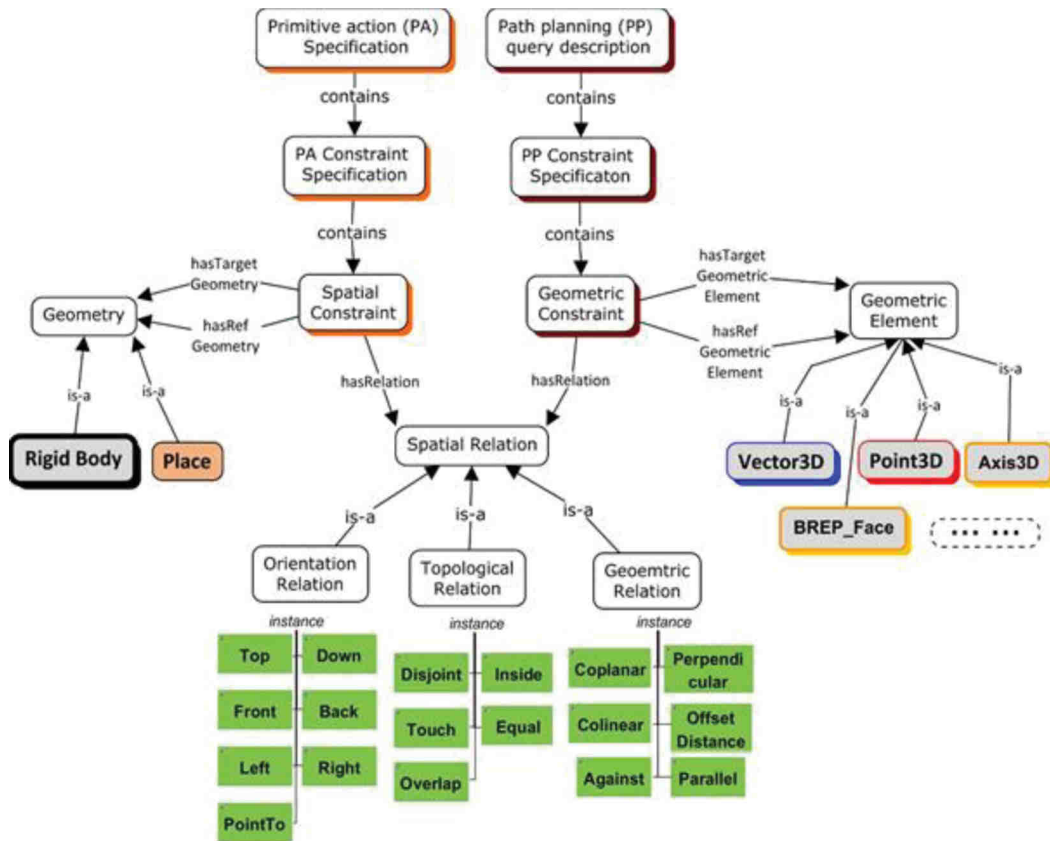 Primitive action (PA)
Specification
Path planning (PP)
query description
contains
contains
PA Constraint
Specification
PP Constraint
Specificaton
contains
contains
hasTarget
Geometry
hasRef
Geometry
Geometry
Spatial
Constraint
Geometric
Constraint
hasTarget
Geometric
Element
hasRef
Geometric
Element
Geometric
Element
hasRelation
hasRelation
is-a
is-a
is-a
is-a
is-a
is-a
Rigid Body
Place
Spatial Relation
Vector3D
Point3D
Axis3D
BREP_Face
... ...
is-a
is-a
is-a
Orientation
Relation
Topological
Relation
Geoemtric
Relation
instance
instance
instance
Top
Down
Front
Back
Left
Right
PointTo
Disjoint
Inside
Touch
Equal
Overlap
Coplanar
Perpendi
cular
Colinear
Offset
Distance
Against
Parallel